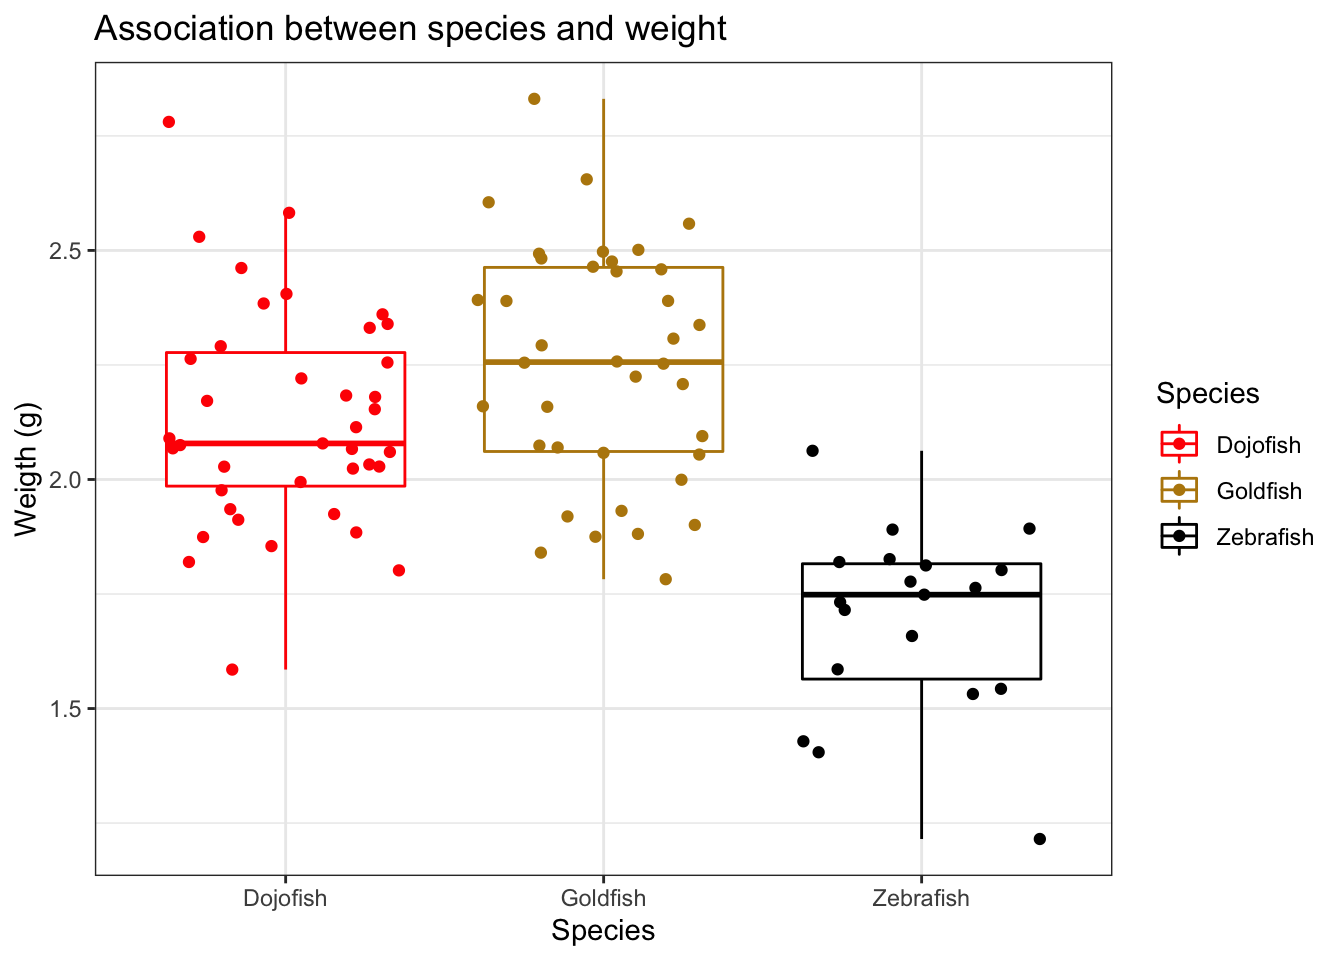 Association between species and weight
Weigth (g)
2.5
2.0
1.5
Dojofish
Goldfish
Zebrafish
Species
Species
Dojofish
Goldfish
Zebrafish